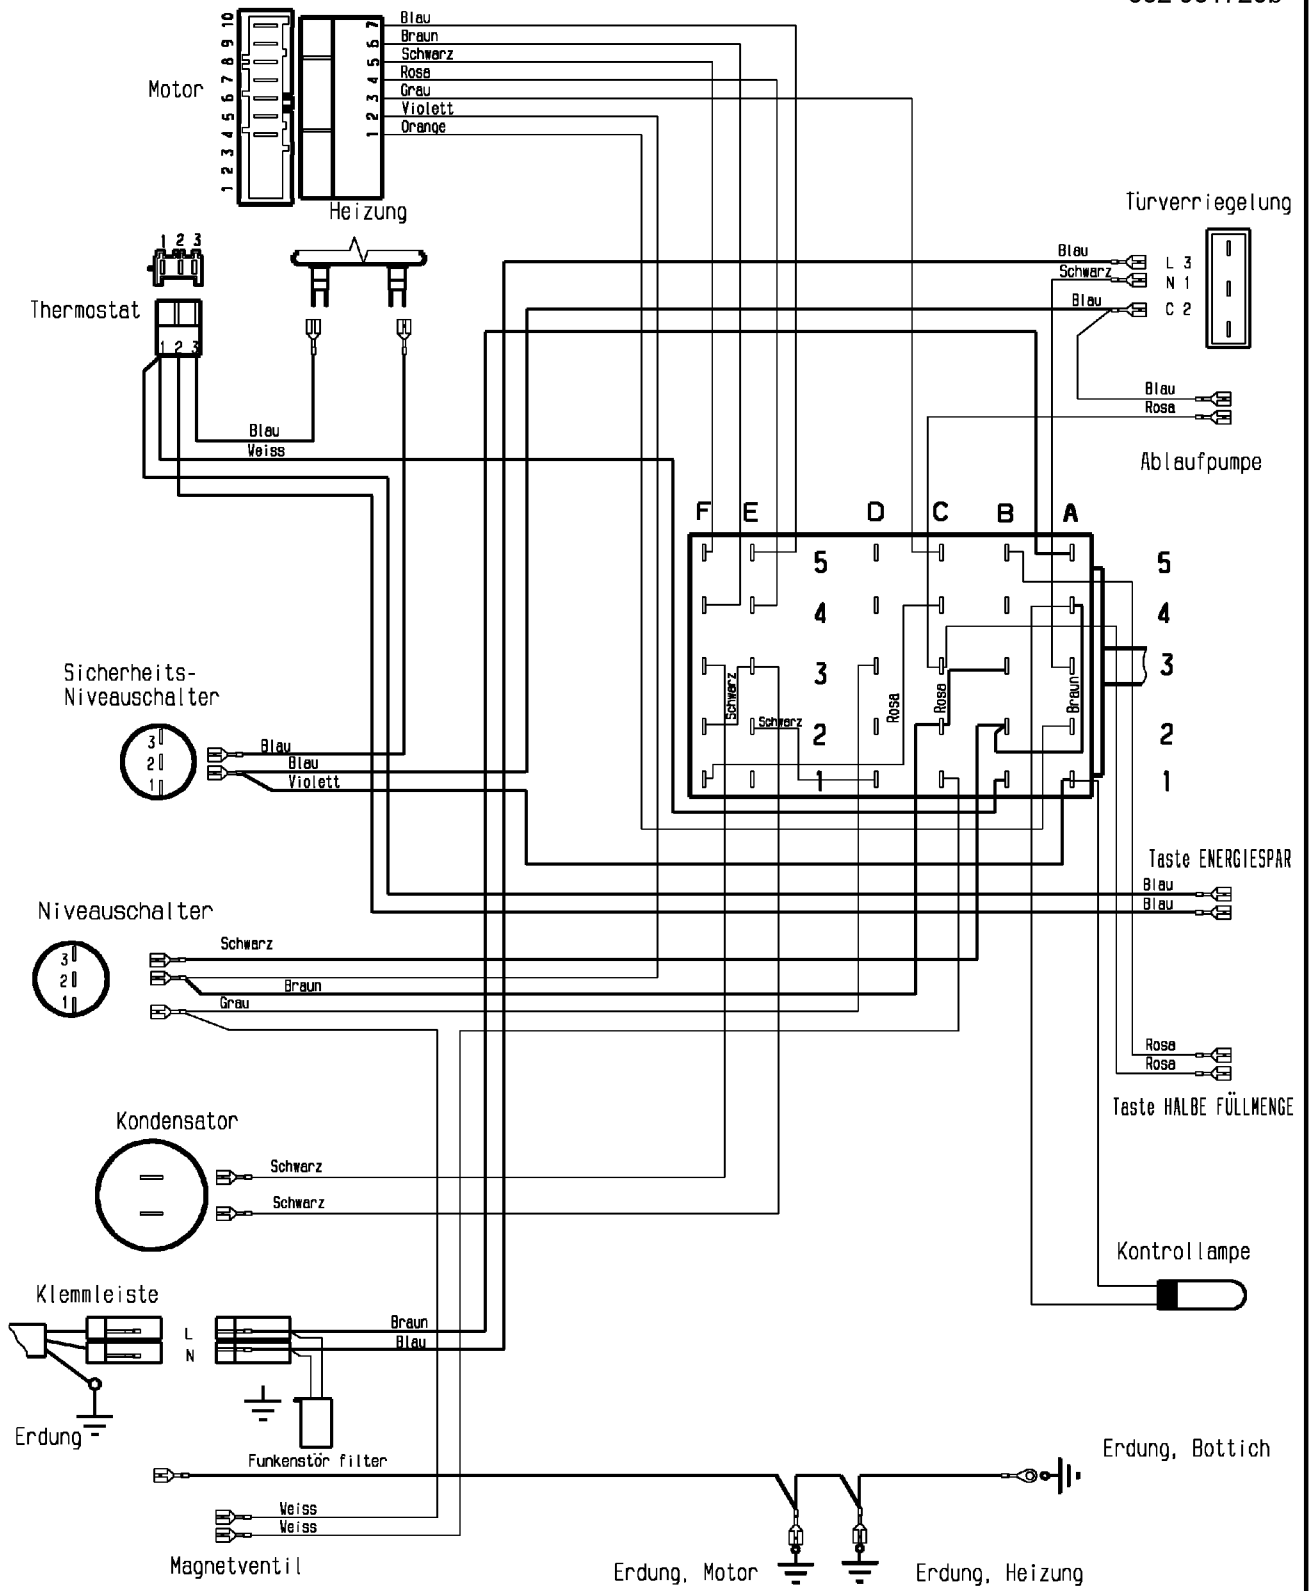 Motor
10
9
8
7
6
5
4
3
2
1
7
6
5
4
3
2
1
Blau
Braun
Schwarz
Rosa
Grau
Violett
Orange
Heizung
Türverriegelung
Blau
L 3
Schwarz
N 1
Blau
C 2
1 2 3
Thermostat
1 2 3
Blau
Weiss
Blau
Rosa
Ablaufpumpe
F E D C B A
5 5
4 4
3 3
2 2
1 1
Schwarz
Schwarz
Rosa
Rosa
Braun
Sicherheits-
Niveauschalter
3
2
1
Blau
Blau
Violett
Taste ENERGIESPAR
Blau
Blau
Niveauschalter
3
2
1
Schwarz
Braun
Grau
Rosa
Rosa
Taste HALBE FÜLLMENGE
Kondensator
Schwarz
Schwarz
Kontrollampe
Klemmleiste
L
N
Braun
Blau
Erdung
Funkenstör filter
Erdung, Bottich
Weiss
Weiss
Magnetventil
Erdung, Motor
Erdung, Heizung